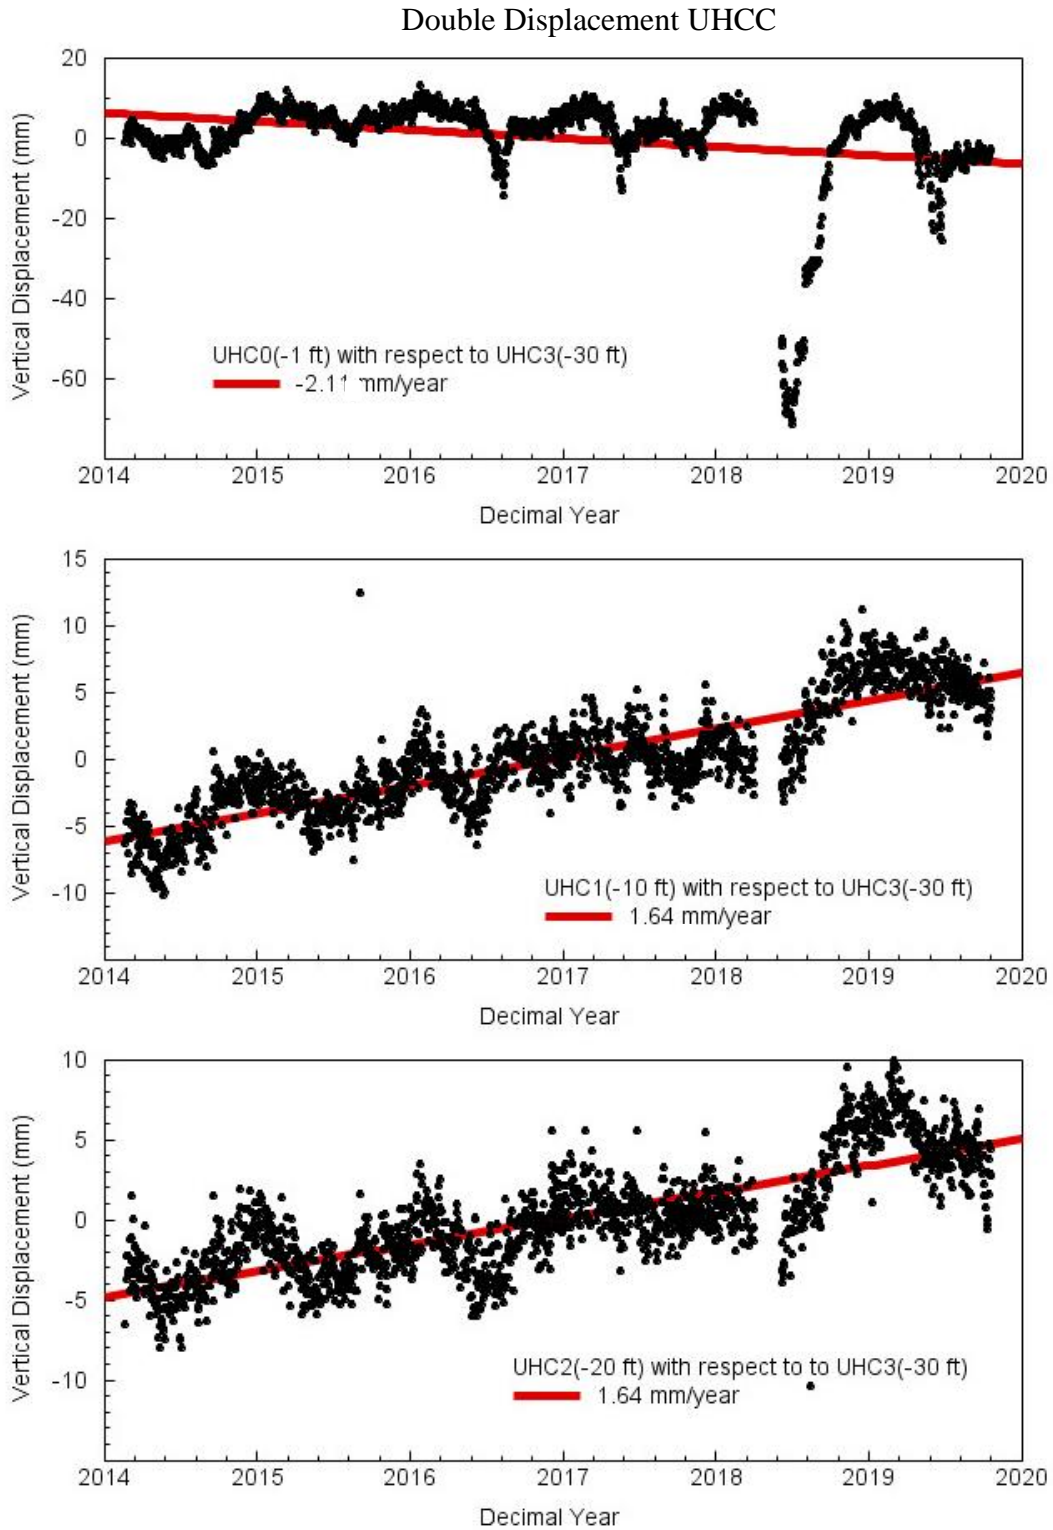 Double Displacement UHCC
20
0
-20
-40
-60
Vertical Displacement (mm)
UHC0(-1 ft) with respect to UHC3(-30 ft)
-2.11 mm/year
2014 2015 2016 2017 2018 2019 2020
Decimal Year
15
10
5
0
-5
-10
Vertical Displacement (mm)
UHC1(-10 ft) with respect to UHC3(-30 ft)
1.64 mm/year
2014 2015 2016 2017 2018 2019 2020
Decimal Year
10
5
0
-5
-10
Vertical Displacement (mm)
UHC2(-20 ft) with respect to to UHC3(-30 ft)
1.64 mm/year
2014 2015 2016 2017 2018 2019 2020
Decimal Year